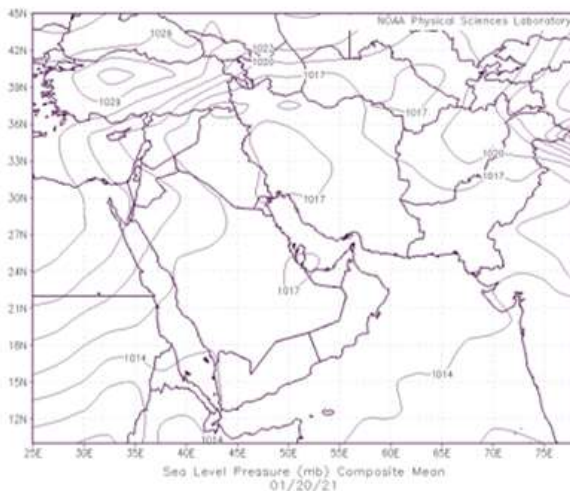 NOAA Physical Sciences Laboratory
45N
42N
39N
36N
33N
30N
27N
24N
21N
18N
15N
12N
1026
1023
1020
1017
1029
1017
1020
1017
1017
1017
1014
1014
1014
25E 30E 35E 40E 45E 50E 55E 60E 65E 70E 75E
Sea Level Pressure (mb) Composite Mean
01/20/21